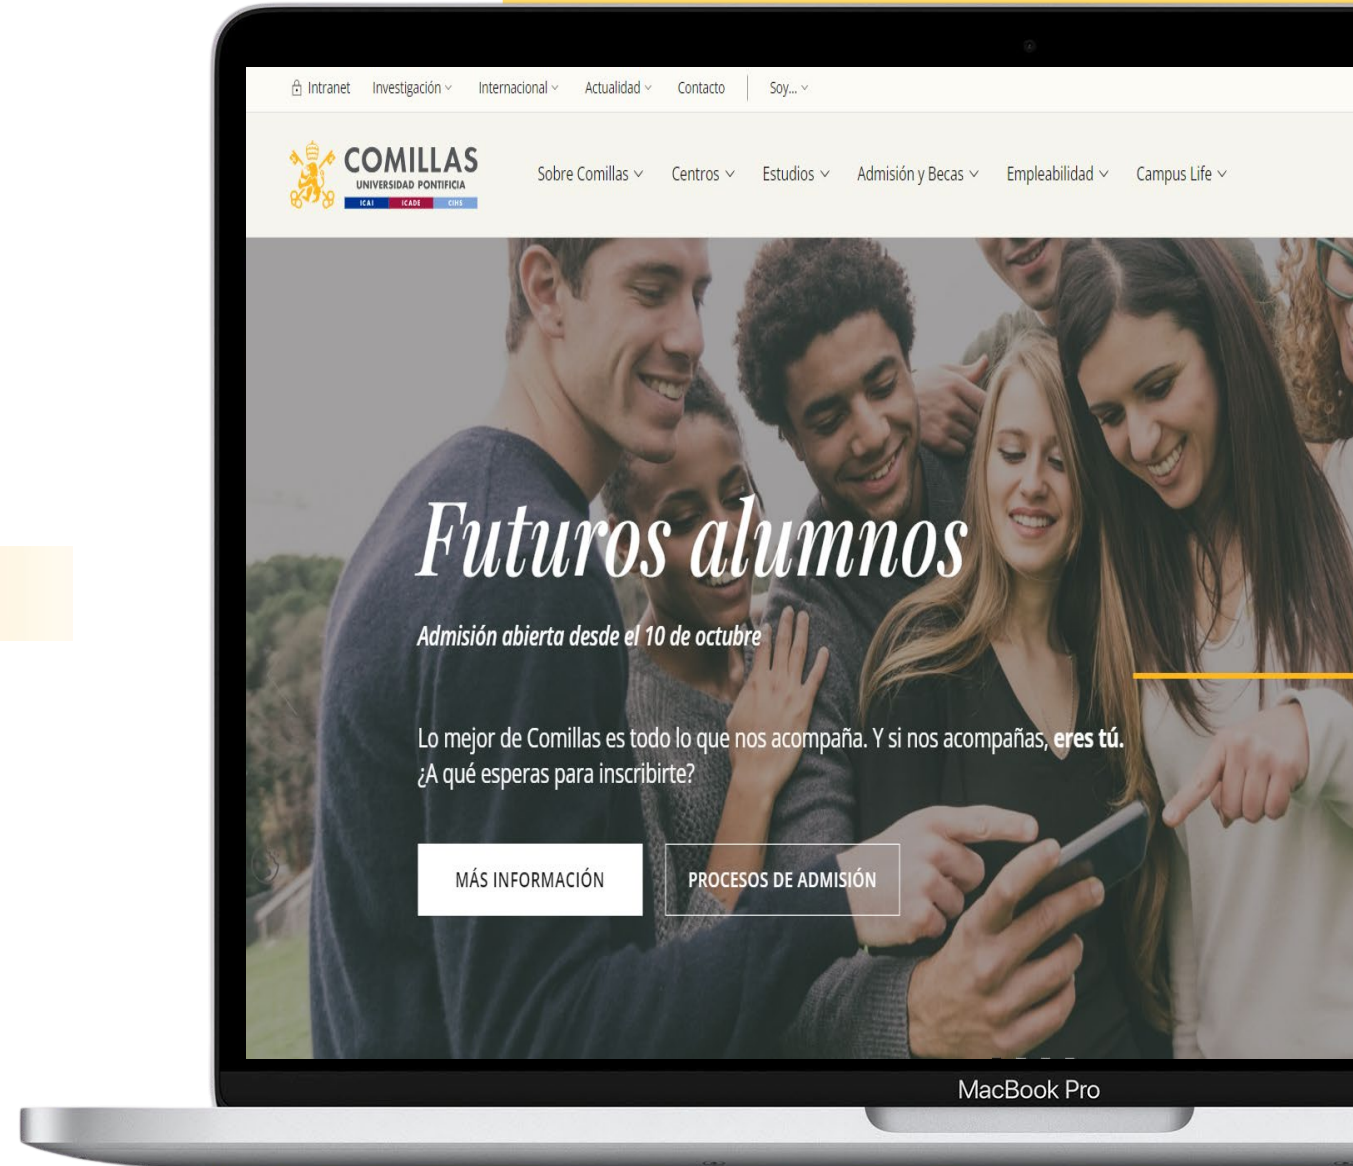 Intranet Investigación Internacional Actualidad Contacto Soy...
COMILLAS
UNIVERSIDAD PONTIFICIA
ICAI ICADE CIHS
Sobre Comillas Centros Estudios Admisión y Becas Empleabilidad Campus Life
Futuros alumnos
Admisión abierta desde el 10 de octubre
Lo mejor de Comillas es todo lo que nos acompaña. Y si nos acompañas, eres tú.
¿A qué esperas para inscribirte?
MÁS INFORMACIÓN PROCESOS DE ADMISIÓN
MacBook Pro